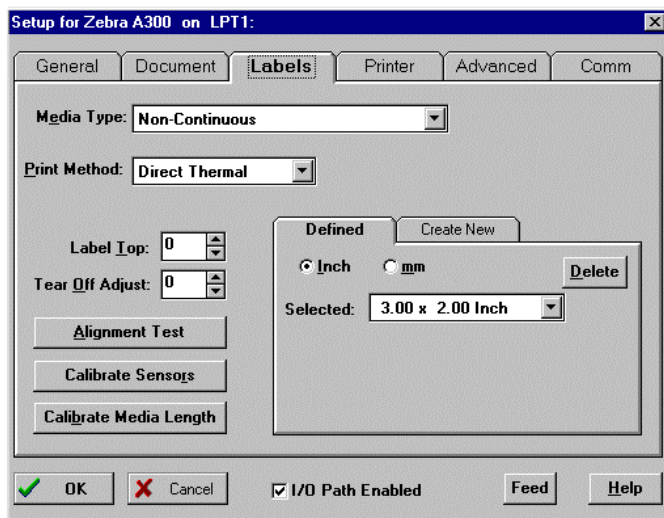 Setup for Zebra A300 on LPT1:
General Document Labels Printer Advanced Comm
Media Type: Non-Continuous
Print Method: Direct Thermal
Defined Create New
Label Top: 0
Inch mm Delete
Tear Off Adjust: 0
Selected: 3.00 x 2.00 Inch
Alignment Test
Calibrate Sensors
Calibrate Media Length
OK Cancel I/O Path Enabled Feed Help